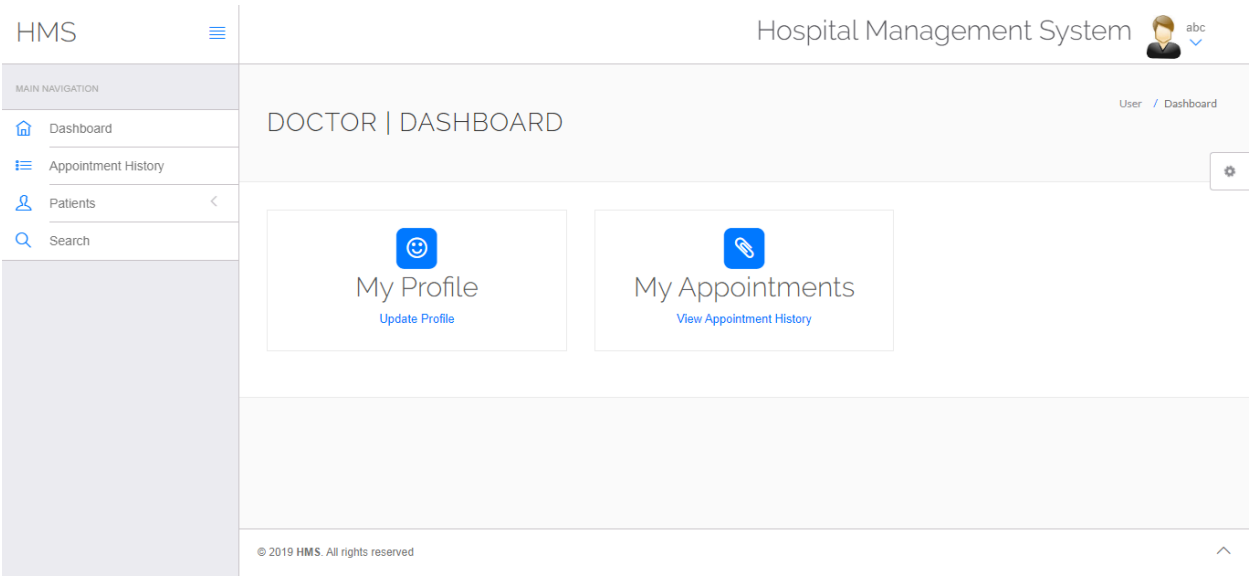 HMS
Hospital Management System
abc
MAIN NAVIGATION
Dashboard
Appointment History
Patients
Search
DOCTOR | DASHBOARD
User / Dashboard
My Profile
Update Profile
My Appointments
View Appointment History
© 2019 HMS. All rights reserved